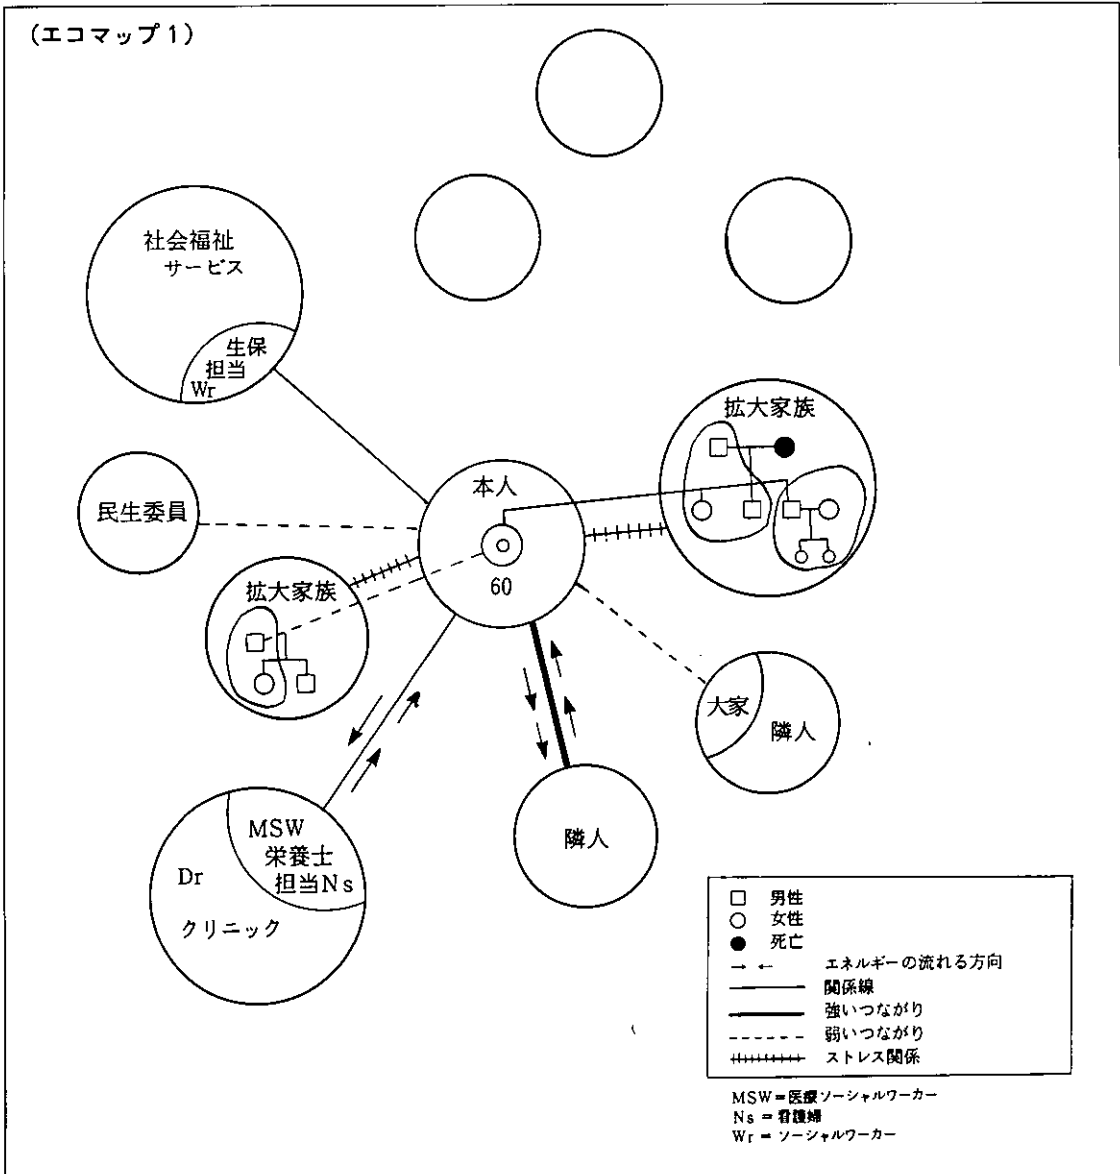 (エコマップ1)
社会福祉
サービス
生保
担当
Wr
拡大家族
本人
60
民生委員
拡大家族
大家
隣人
MSW
栄養士
担当Ns
Dr
クリニック
隣人
男性
女性
死亡
エネルギーの流れる方向
関係線
強いつながり
弱いつながり
ストレス関係
MSW=医療ソーシャルワーカー
Ns = 看護婦
Wr = ソーシャルワーカー